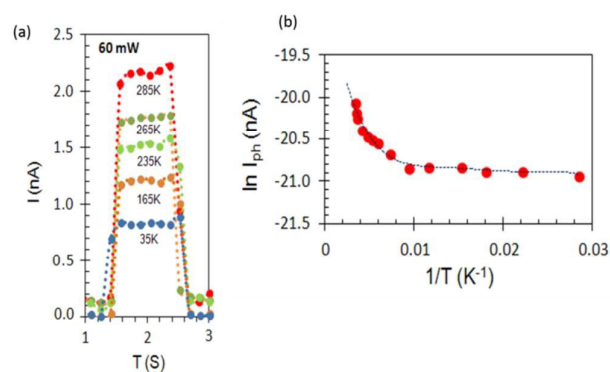 (a)
60 mW
I (nA)
2.5
2.0
1.5
1.0
0.5
0.0
285K
265K
235K
165K
35K
1
2
3
T (S)
(b)
ln Iph (nA)
-19.5
-20.0
-20.5
-21.0
-21.5
0
0.01
0.02
0.03
1/T (K-1)